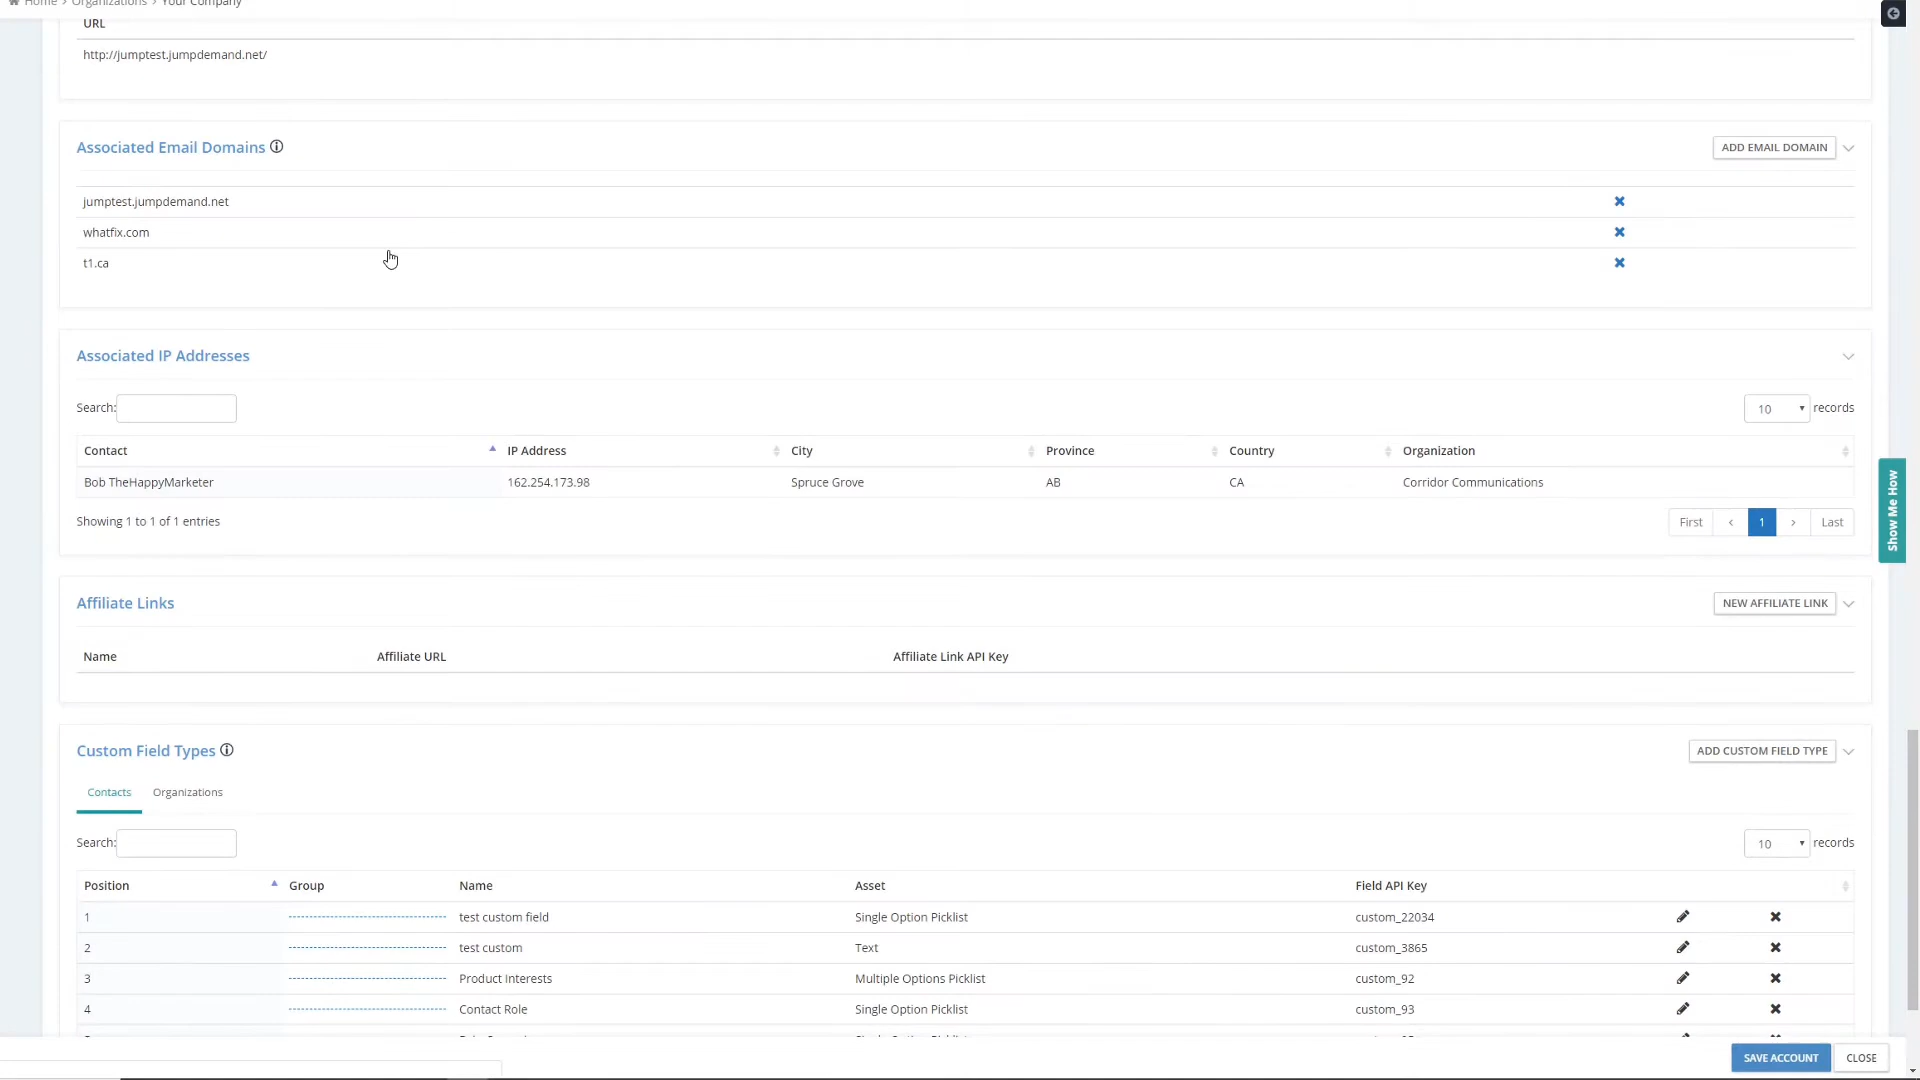 Home > Organizations > Your Company
URL
http://jumptest.jumpdemand.net/
Associated Email Domains
ADD EMAIL DOMAIN
jumptest.jumpdemand.net
whatfix.com
t1.ca
Associated IP Addresses
Search:
10 records
Contact IP Address City Province Country Organization
Bob TheHappyMarketer 162.254.173.98 Spruce Grove AB CA Corridor Communications
Showing 1 to 1 of 1 entries
First ‹ 1 › Last
Show Me How
Affiliate Links
NEW AFFILIATE LINK
Name Affiliate URL Affiliate Link API Key
Custom Field Types
ADD CUSTOM FIELD TYPE
Contacts Organizations
Search:
10 records
Position Group Name Asset Field API Key
1 test custom field Single Option Picklist custom_22034
2 test custom Text custom_3865
3 Product Interests Multiple Options Picklist custom_92
4 Contact Role Single Option Picklist custom_93
SAVE ACCOUNT CLOSE